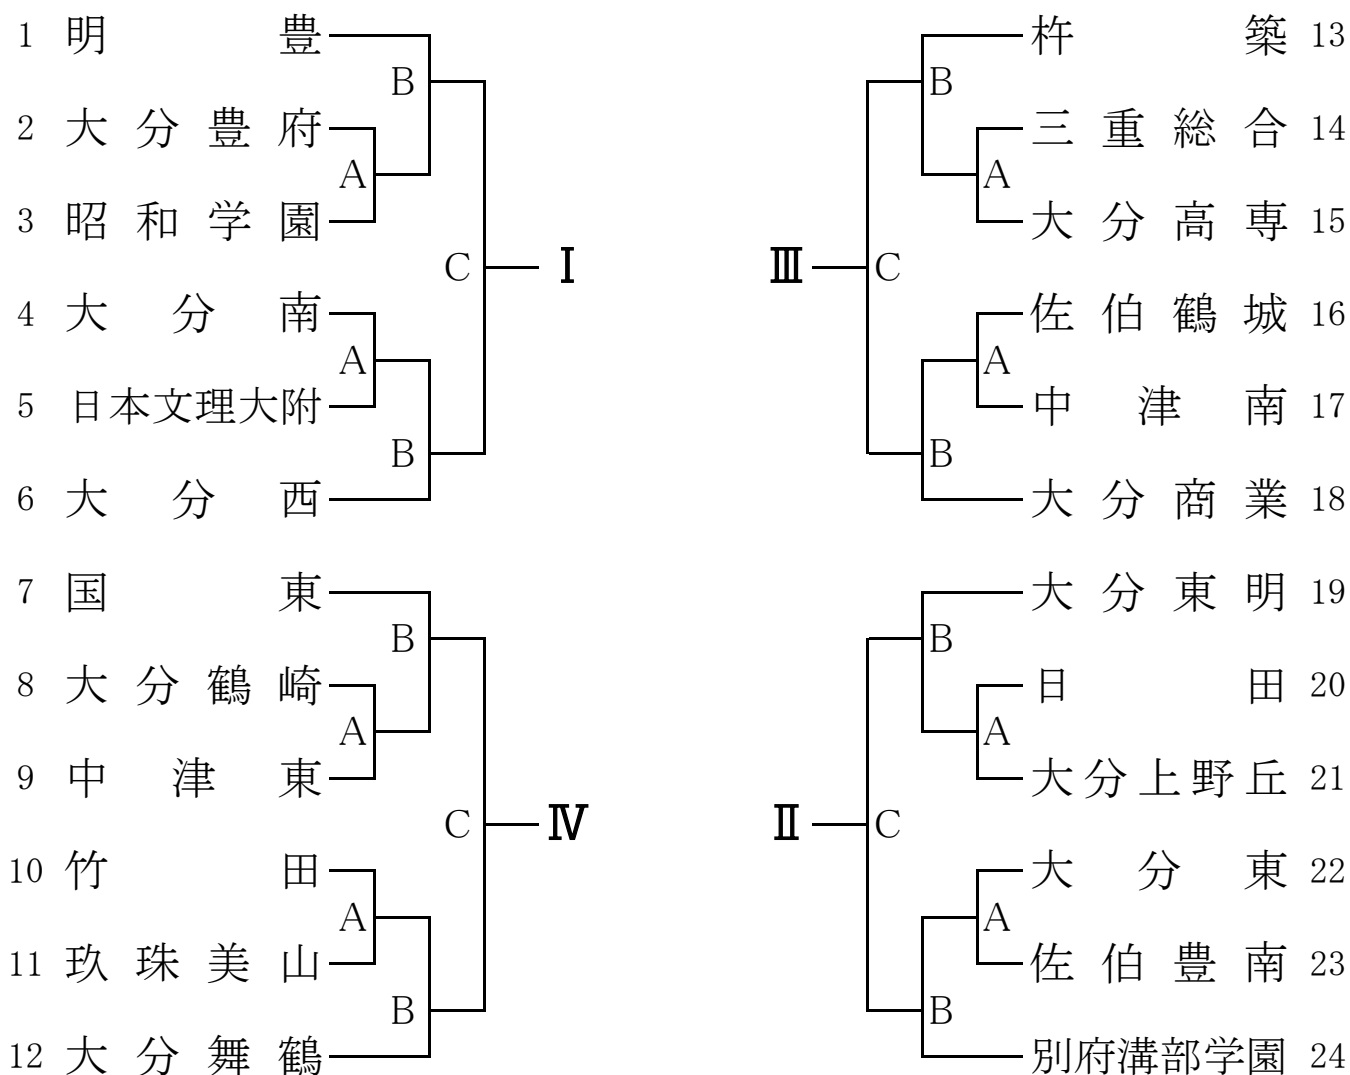 1 明豊
B
2 大分豊府
A
3 昭和学園
C Ⅰ
4 大分南
A
5 日本文理大附
B
6 大分西
7 国東
B
8 大分鶴崎
A
9 中津東
C Ⅳ
10 竹田
A
11 玖珠美山
B
12 大分舞鶴
杵築 13
B
三重総合 14
A
大分高専 15
Ⅲ C
佐伯鶴城 16
A
中津南 17
B
大分商業 18
大分東明 19
B
日田 20
A
大分上野丘 21
Ⅱ C
大分東 22
A
佐伯豊南 23
B
別府溝部学園 24